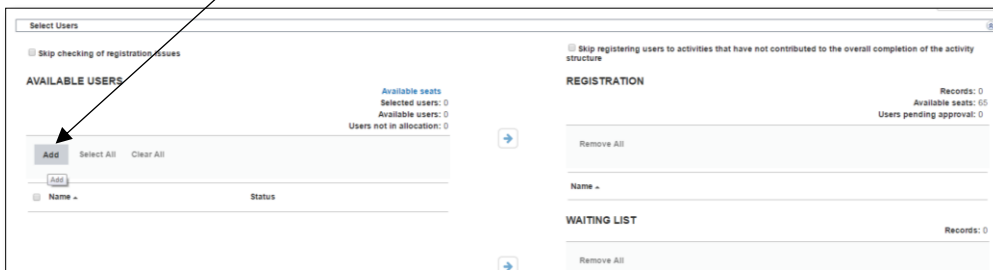 Select Users
Skip checking of registration issues
AVAILABLE USERS
Available seats
Selected users: 0
Available users: 0
Users not in allocation: 0
Add Select All Clear All
Add
Name Status
Skip registering users to activities that have not contributed to the overall completion of the activity
structure
REGISTRATION
Records: 0
Available seats: 65
Users pending approval: 0
Remove All
Name
WAITING LIST
Records: 0
Remove All